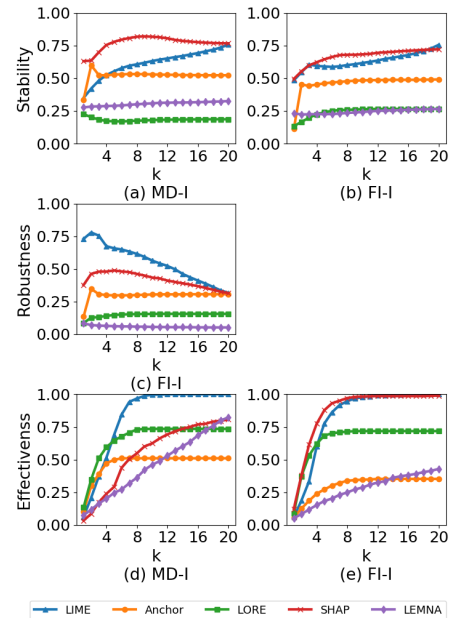 1.00
0.75
0.50
0.25
0.00
Stability
4 8 12 16 20
k
(a) MD-I
1.00
0.75
0.50
0.25
0.00
4 8 12 16 20
k
(b) FI-I
1.00
0.75
0.50
0.25
0.00
Robustness
4 8 12 16 20
k
(c) FI-I
1.00
0.75
0.50
0.25
0.00
Effectivenss
4 8 12 16 20
k
(d) MD-I
1.00
0.75
0.50
0.25
0.00
4 8 12 16 20
k
(e) FI-I
LIME Anchor LORE SHAP LEMNA